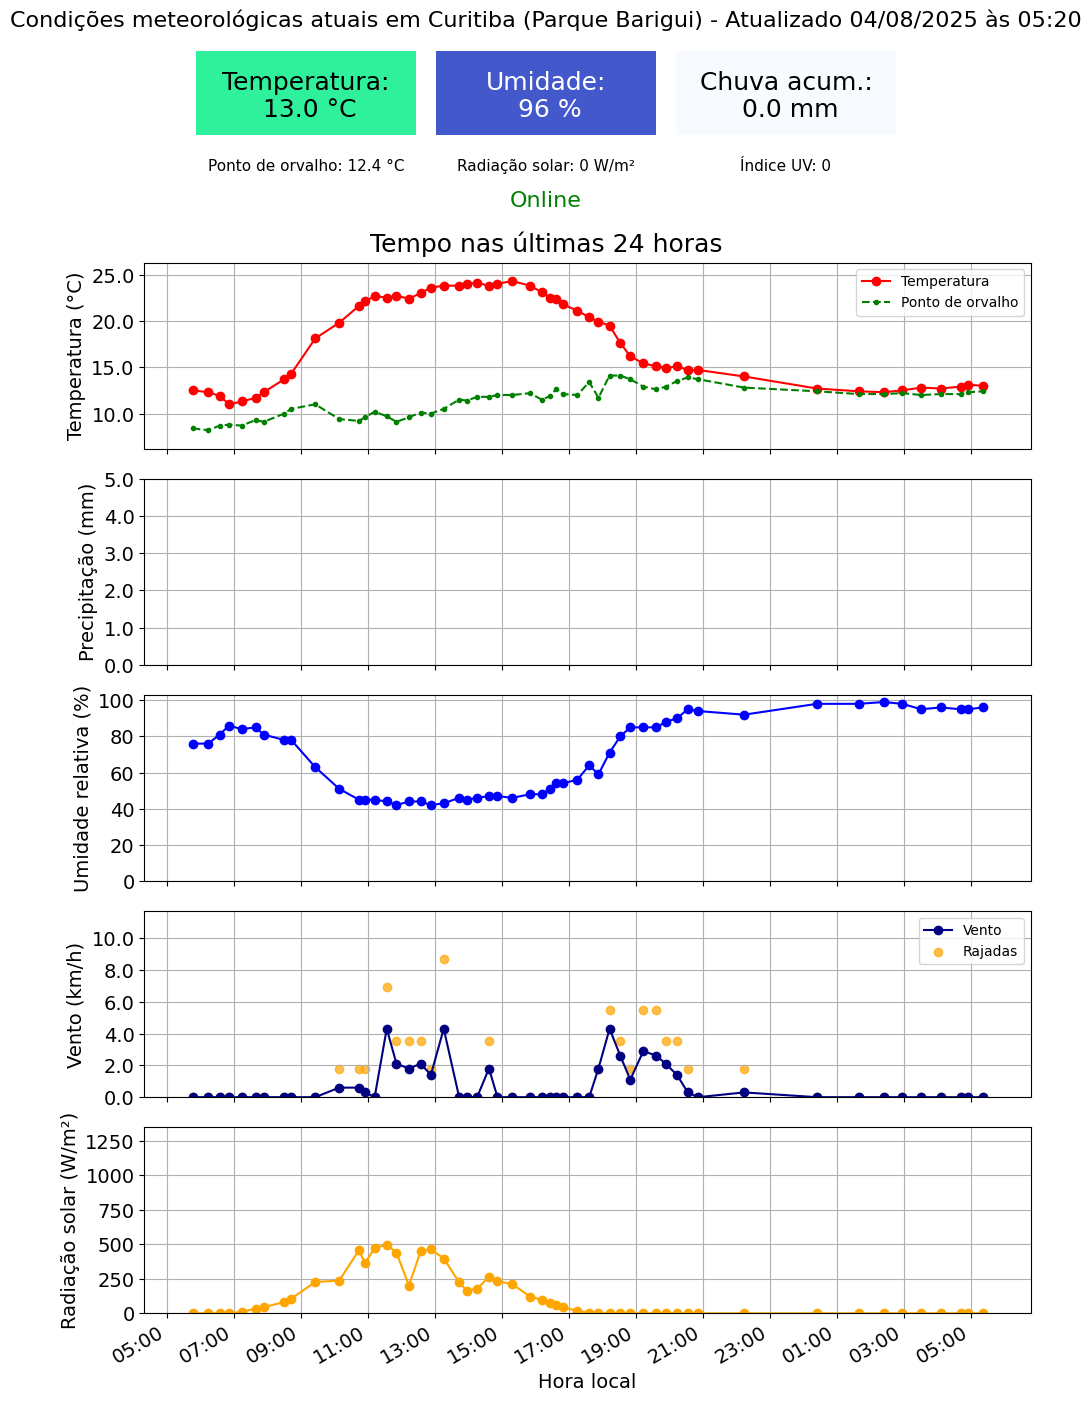 Condições meteorológicas atuais em Curitiba (Parque Barigui) - Atualizado 04/08/2025 às 05:20
Temperatura:
13.0 °C
Umidade:
96 %
Chuva acum.:
0.0 mm
Ponto de orvalho: 12.4 °C
Radiação solar: 0 W/m²
Índice UV: 0
Online
Tempo nas últimas 24 horas
Temperatura (°C)
25.0
20.0
15.0
10.0
Temperatura
Ponto de orvalho
Precipitação (mm)
5.0
4.0
3.0
2.0
1.0
0.0
Umidade relativa (%)
100
80
60
40
20
0
Vento (km/h)
10.0
8.0
6.0
4.0
2.0
0.0
Vento
Rajadas
Radiação solar (W/m²)
1250
1000
750
500
250
0
05:00
07:00
09:00
11:00
13:00
15:00
17:00
19:00
21:00
23:00
01:00
03:00
05:00
Hora local